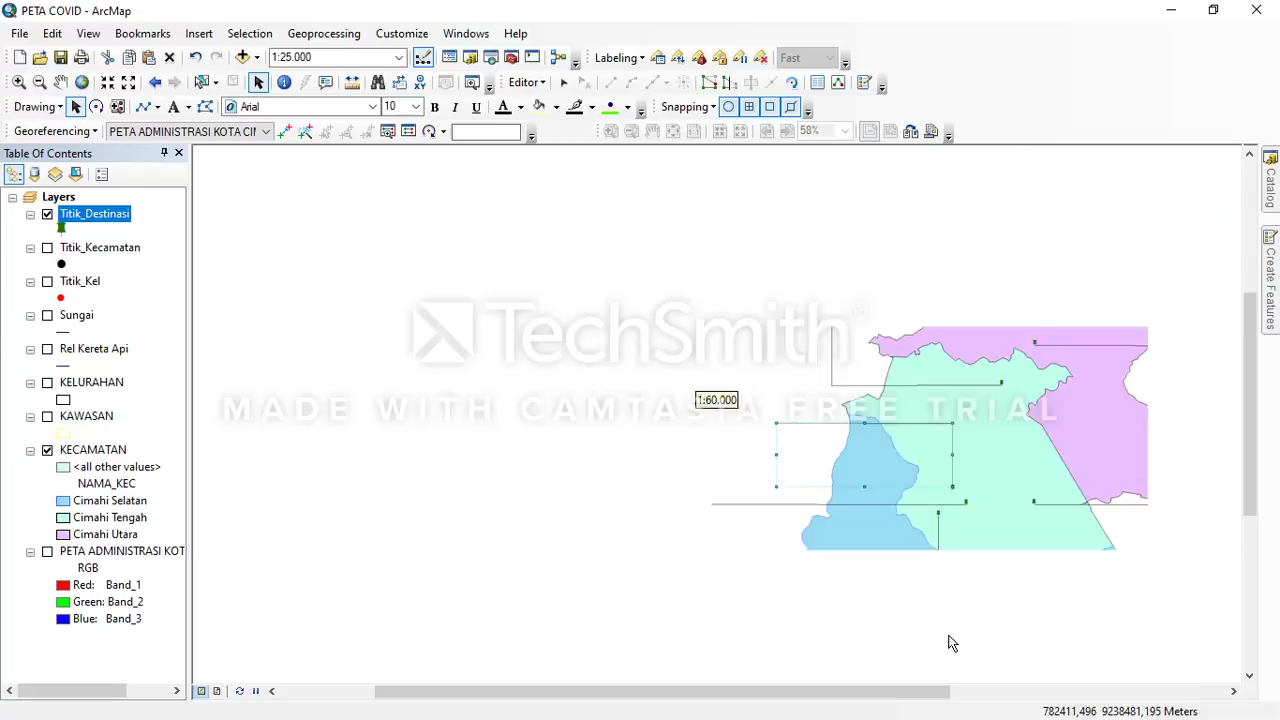 PETA COVID - ArcMap
File Edit View Bookmarks Insert Selection Geoprocessing Customize Windows Help
1:25.000
Labeling
Fast
Editor
Drawing
Arial
10
B I U
A
Snapping
Georeferencing
PETA ADMINISTRASI KOTA CIM
58%
Table Of Contents
Layers
Titik_Destinasi
Titik_Kecamatan
Titik_Kel
Sungai
Rel Kereta Api
KELURAHAN
KAWASAN
KECAMATAN
<all other values>
NAMA_KEC
Cimahi Selatan
Cimahi Tengah
Cimahi Utara
PETA ADMINISTRASI KOT
RGB
Red: Band_1
Green: Band_2
Blue: Band_3
TechSmith®
MADE WITH CAMTASIA FREE TRIAL
1:60.000
Catalog
Create Features
782411,496 9238481,195 Meters